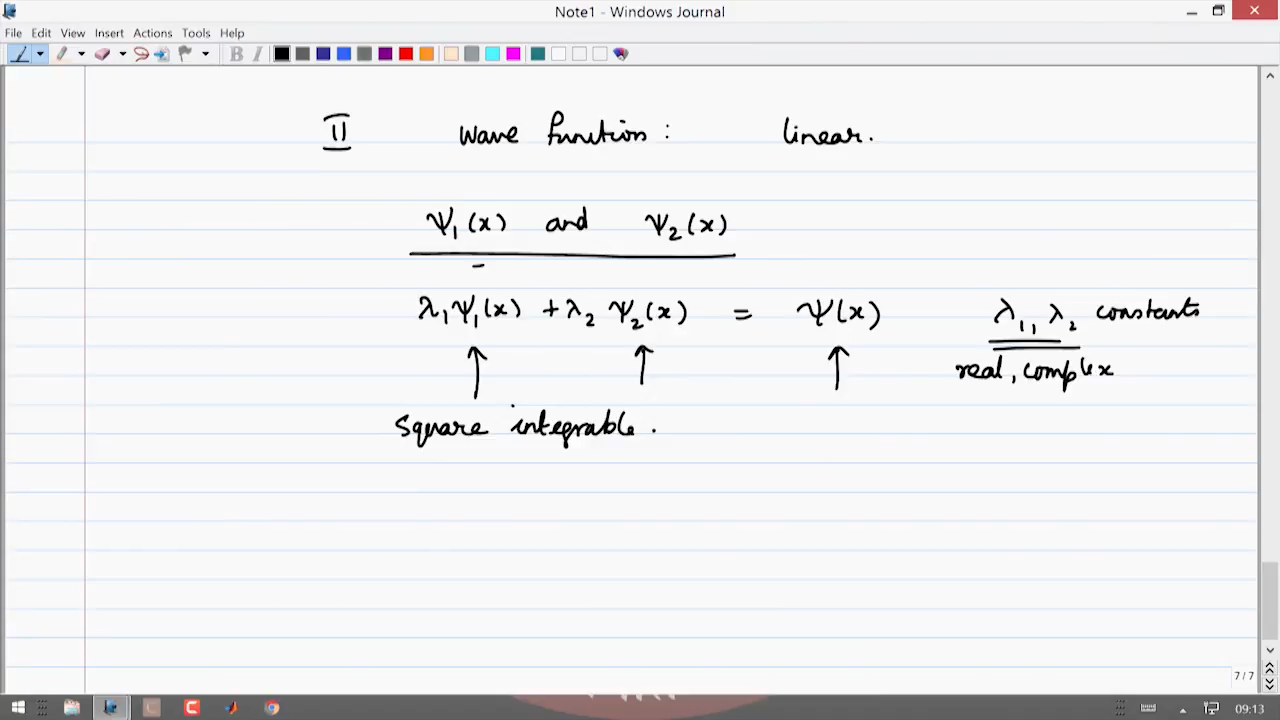 Note1 - Windows Journal
File Edit View Insert Actions Tools Help
B I
II wave function : linear.
ψ₁(x) and ψ₂(x)
λ₁ψ₁(x) + λ₂ ψ₂(x) = ψ(x) λ₁, λ₂ constants
real, complex
square integrable.
7 / 7
09:13